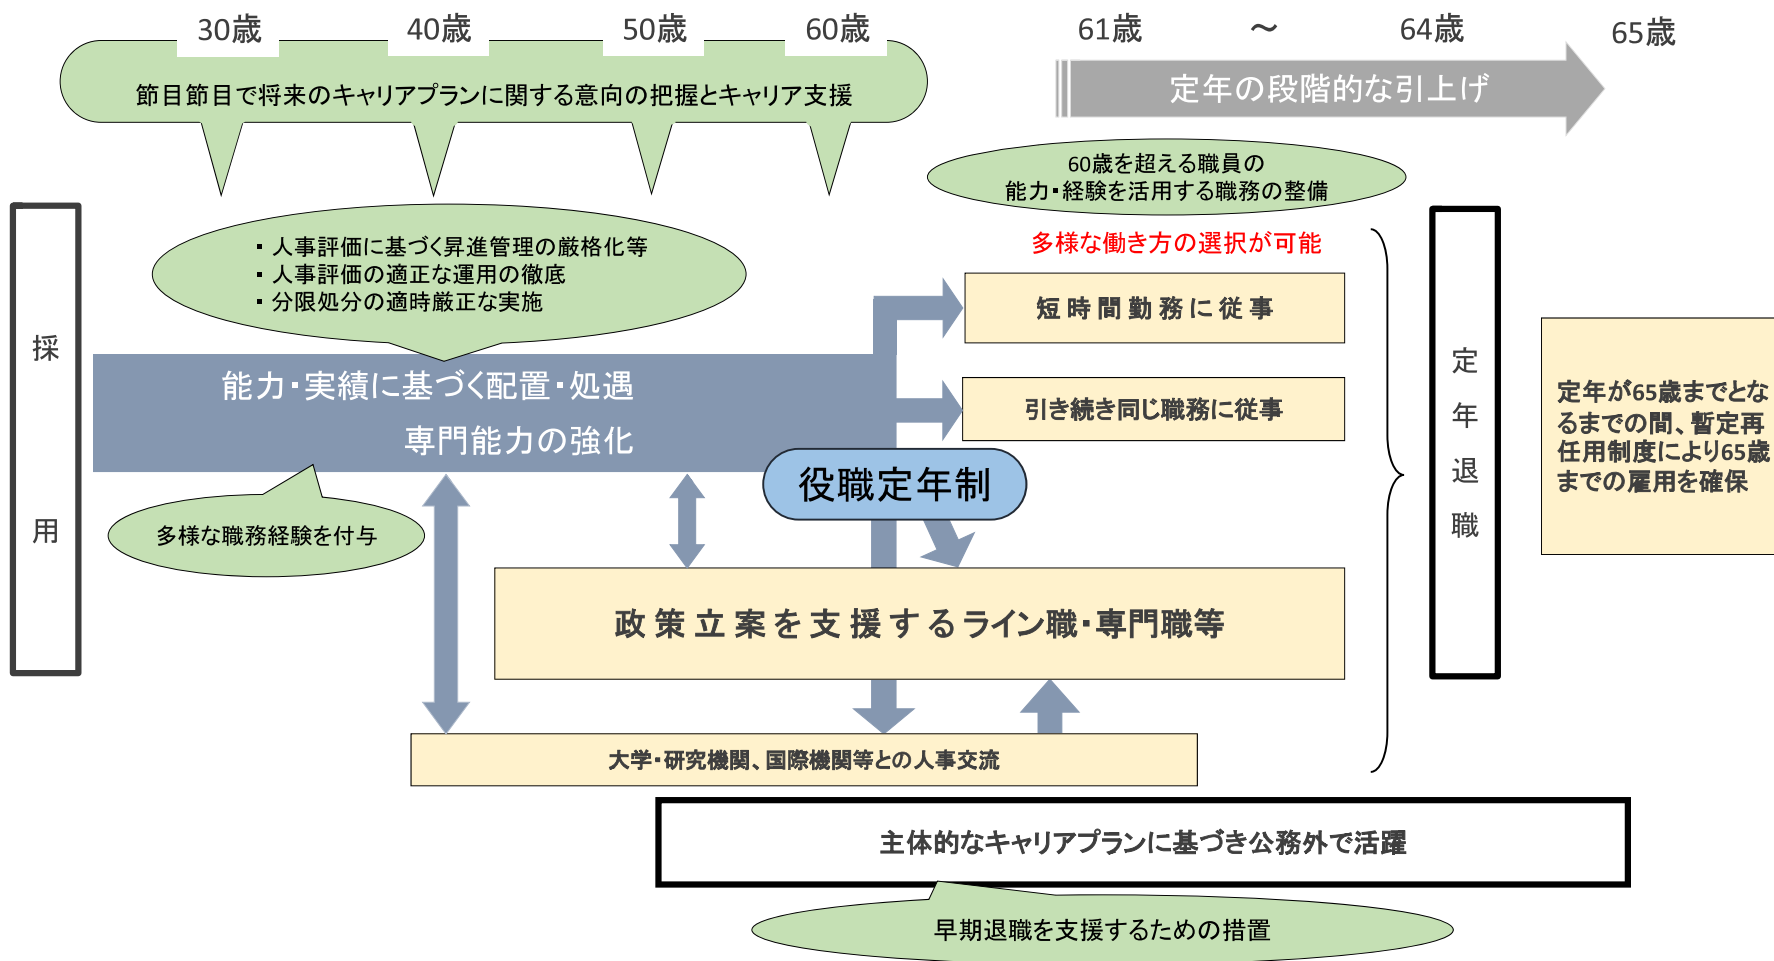 30歳 40歳 50歳 60歳 61歳 ～ 64歳 65歳
節目節目で将来のキャリアプランに関する意向の把握とキャリア支援
定年の段階的な引上げ
60歳を超える職員の
能力・経験を活用する職務の整備
多様な働き方の選択が可能
・人事評価に基づく昇進管理の厳格化等
・人事評価の適正な運用の徹底
・分限処分の適時厳正な実施
採用
能力・実績に基づく配置・処遇
専門能力の強化
短時間勤務に従事
引き続き同じ職務に従事
役職定年制
多様な職務経験を付与
政策立案を支援するライン職・専門職等
大学・研究機関、国際機関等との人事交流
定年退職
定年が65歳までとな
るまでの間、暫定再
任用制度により65歳
までの雇用を確保
主体的なキャリアプランに基づき公務外で活躍
早期退職を支援するための措置